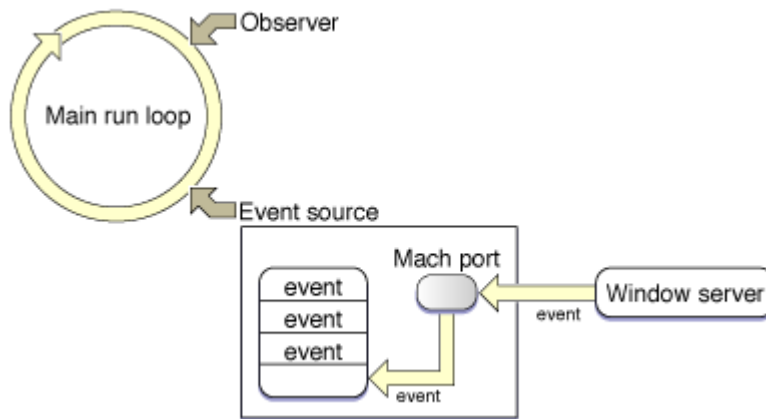 Observer
Main run loop
Event source
Mach port
event
event
event
Window server
event
event